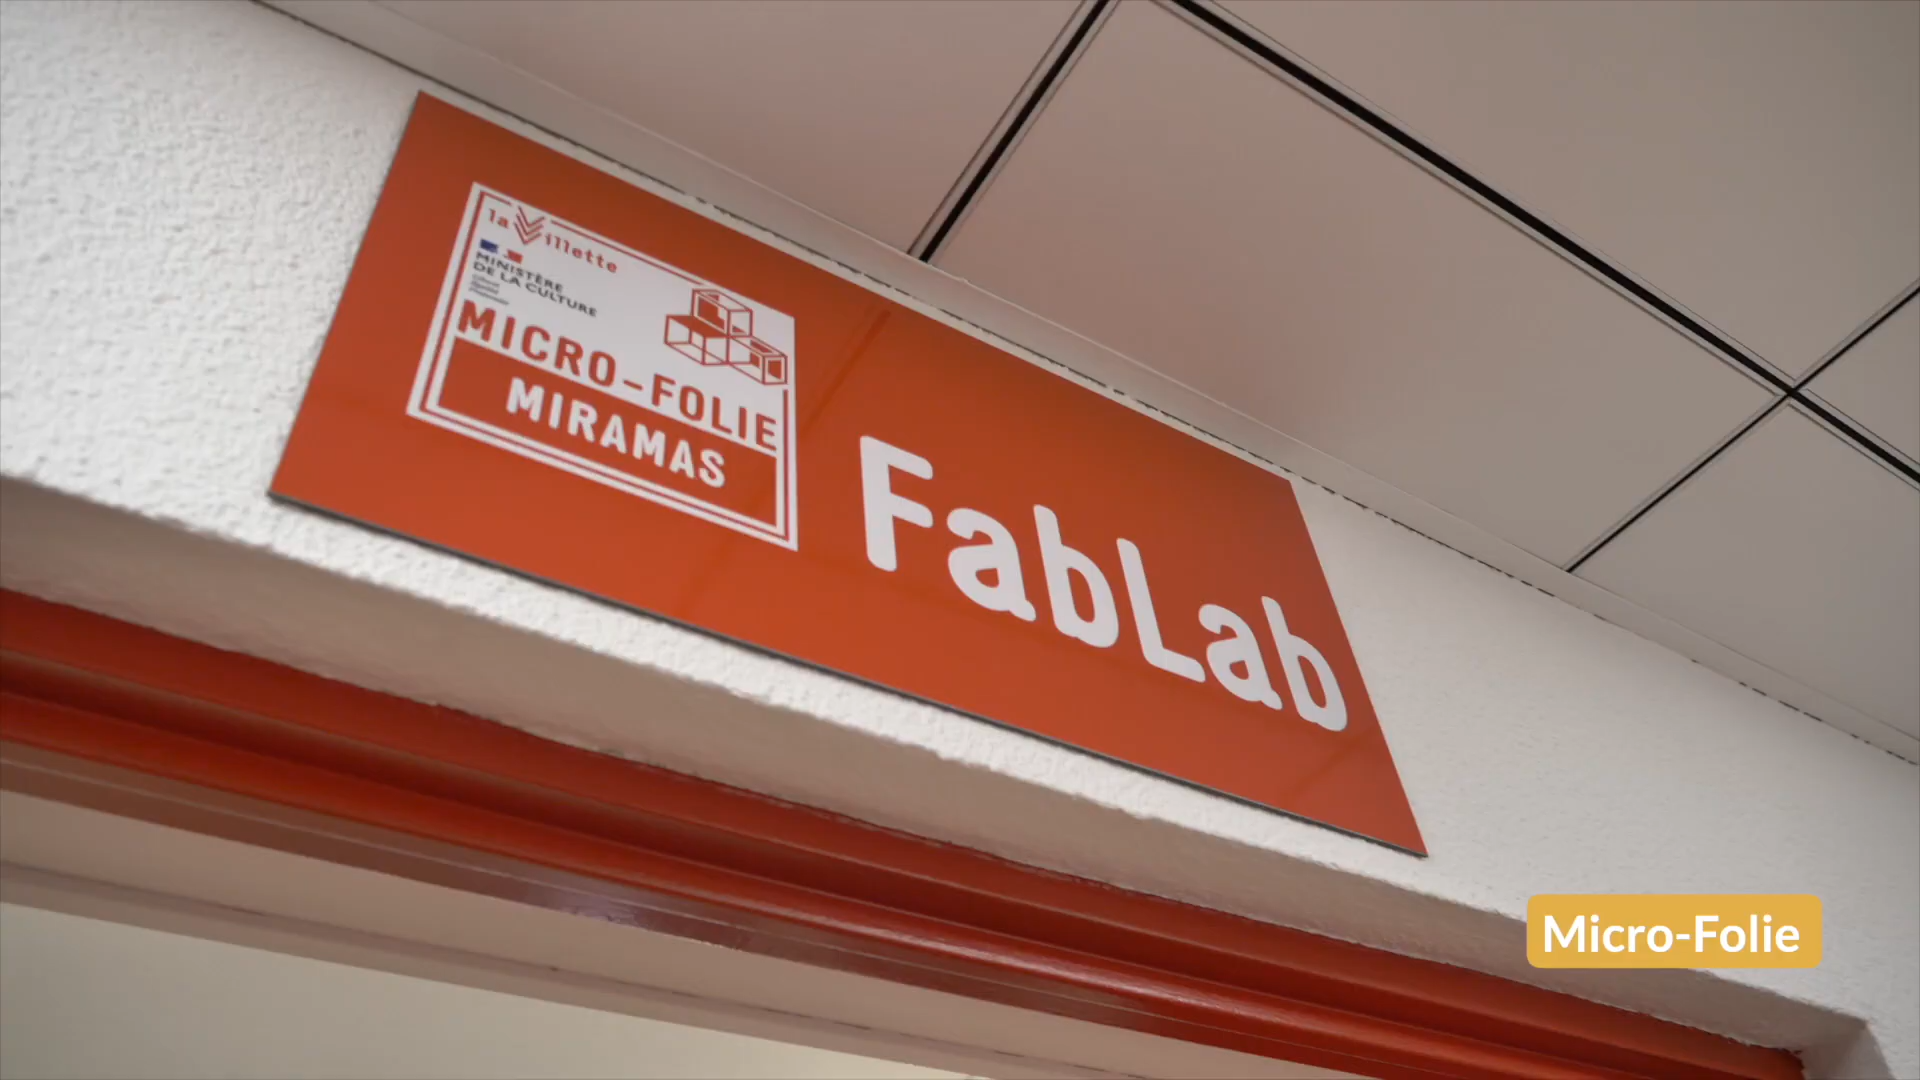 la Villette
MINISTÈRE
DE LA CULTURE
MICRO-FOLIE
MIRAMAS
FabLab
Micro-Folie